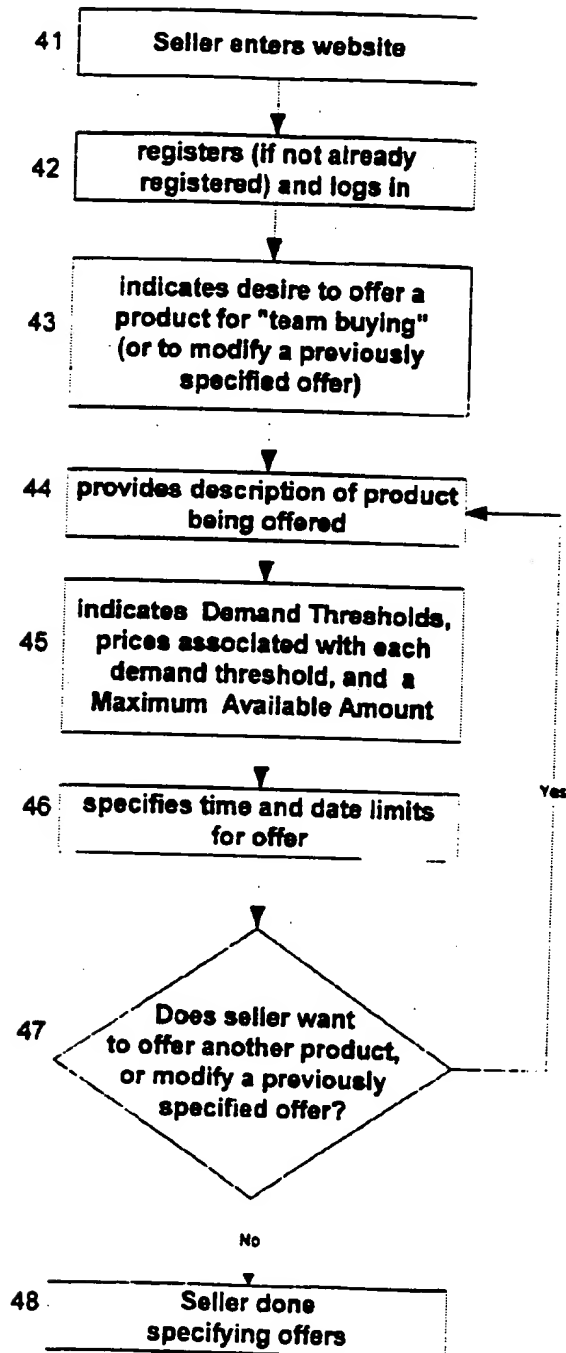 41 Seller enters website
42 registers (if not already
registered) and logs in
43 indicates desire to offer a
product for "team buying"
(or to modify a previously
specified offer)
44 provides description of product
being offered
45 indicates Demand Thresholds,
prices associated with each
demand threshold, and a
Maximum Available Amount
46 specifies time and date limits
for offer
Yes
47 Does seller want
to offer another product,
or modify a previously
specified offer?
No
48 Seller done
specifying offers